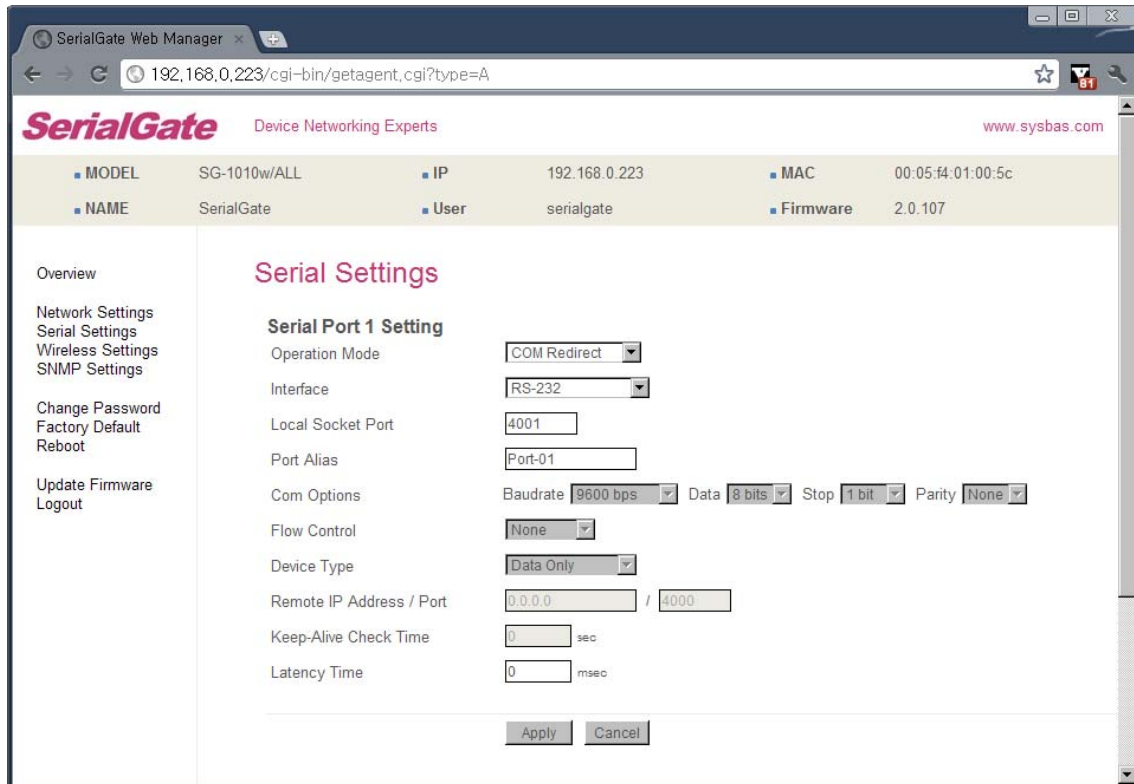 SerialGate Web Manager
192.168.0.223/cgi-bin/getagent.cgi?type=A
81
SerialGate Device Networking Experts www.sysbas.com
MODEL SG-1010w/ALL IP 192.168.0.223 MAC 00:05:f4:01:00:5c
NAME SerialGate User serialgate Firmware 2.0.107
Overview
Network Settings
Serial Settings
Wireless Settings
SNMP Settings
Change Password
Factory Default
Reboot
Update Firmware
Logout
Serial Settings
Serial Port 1 Setting
Operation Mode COM Redirect
Interface RS-232
Local Socket Port 4001
Port Alias Port-01
Com Options Baudrate 9600 bps Data 8 bits Stop 1 bit Parity None
Flow Control None
Device Type Data Only
Remote IP Address / Port 0.0.0.0 / 4000
Keep-Alive Check Time 0 sec
Latency Time 0 msec
Apply Cancel